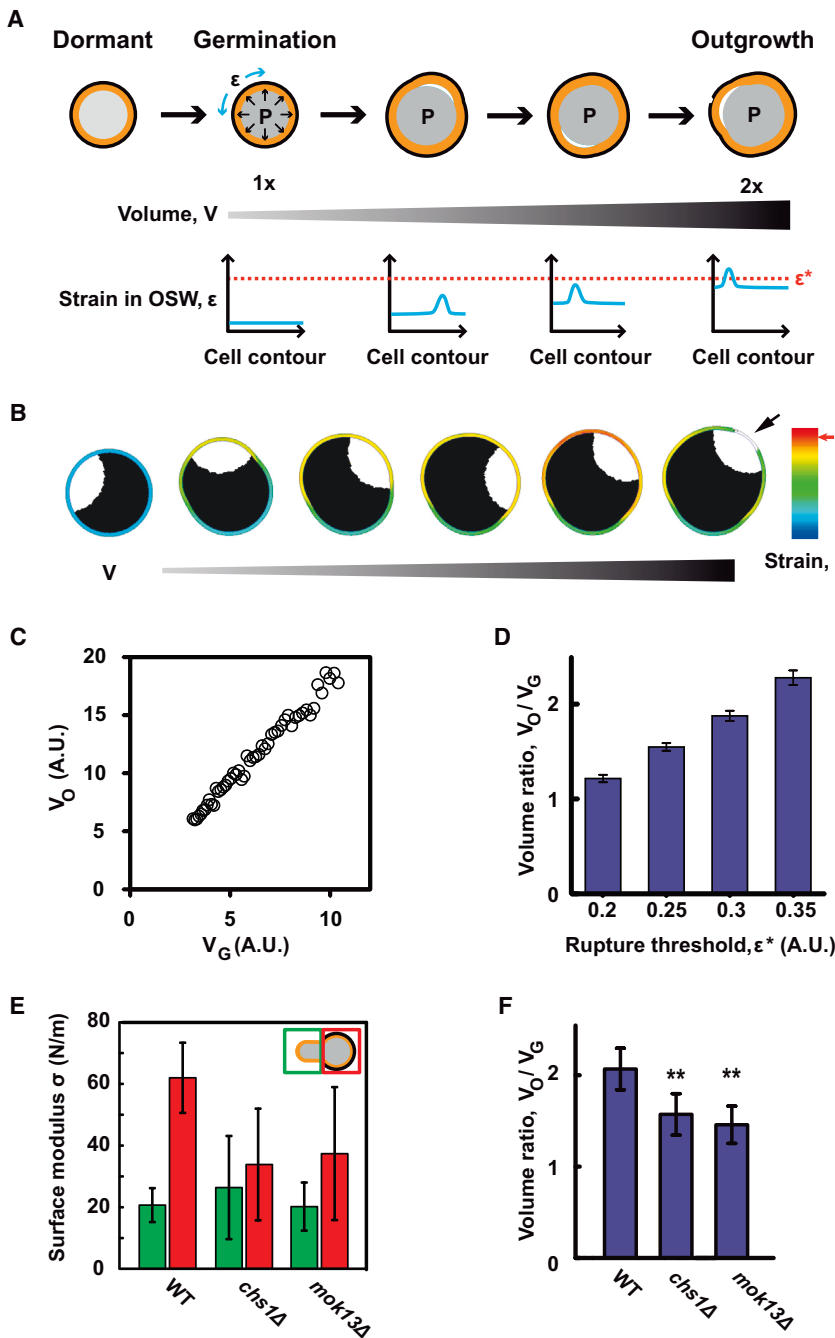 A
Dormant Germination Outgrowth
ε
P P P P
1x 2x
Volume, V
Strain in OSW, ε ε*
Cell contour Cell contour Cell contour Cell contour
B
V Strain,
C
V_O (A.U.)
20
15
10
5
0
0 5 10
V_G (A.U.)
D
Volume ratio, V_O/V_G
2
1
0
0.2 0.25 0.3 0.35
Rupture threshold,ε* (A.U.)
E
Surface modulus σ (N/m)
80
60
40
20
0
WT chs1Δ mok13Δ
F
Volume ratio, V_O/V_G
2
1
0
** **
WT chs1Δ mok13Δ